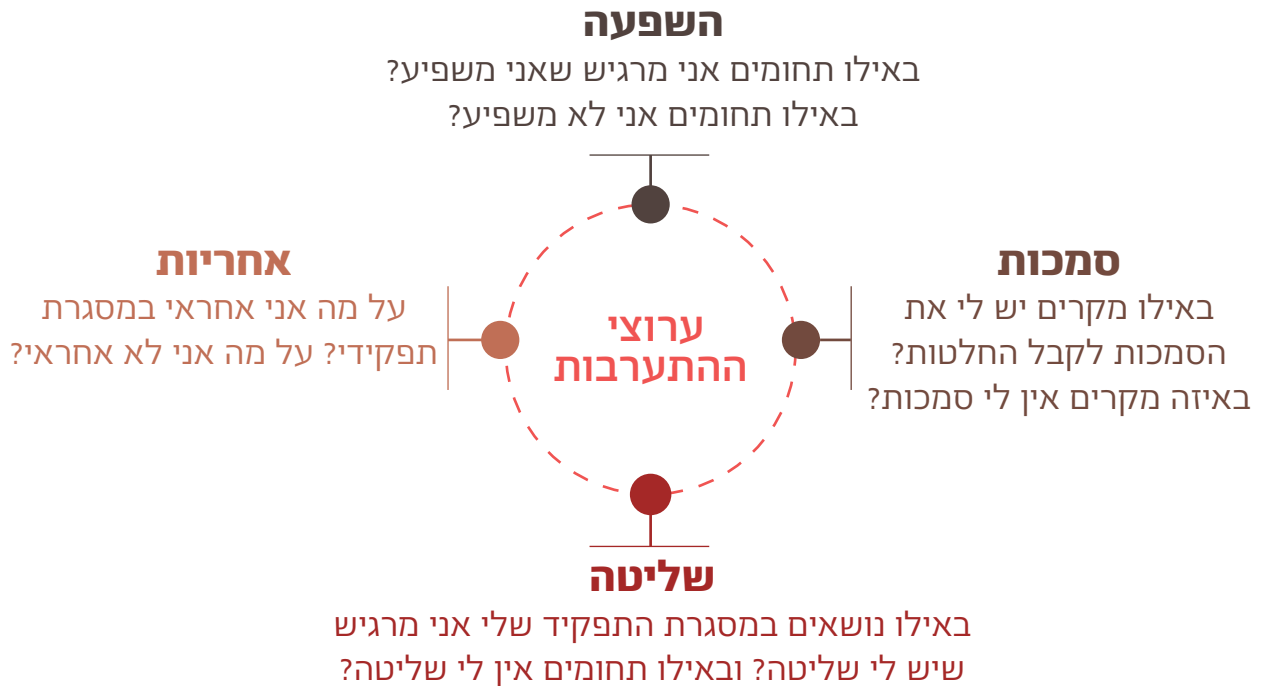 השפעה
באילו תחומים אני מרגיש שאני משפיע?
באילו תחומים אני לא משפיע?
סמכות
באילו מקרים יש לי את
הסמכות לקבל החלטות?
באיזה מקרים אין לי סמכות?
ערוצי
ההתערבות
אחריות
על מה אני אחראי במסגרת
תפקידי? על מה אני לא אחראי?
שליטה
באילו נושאים במסגרת התפקיד שלי אני מרגיש
שיש לי שליטה? ובאילו תחומים אין לי שליטה?